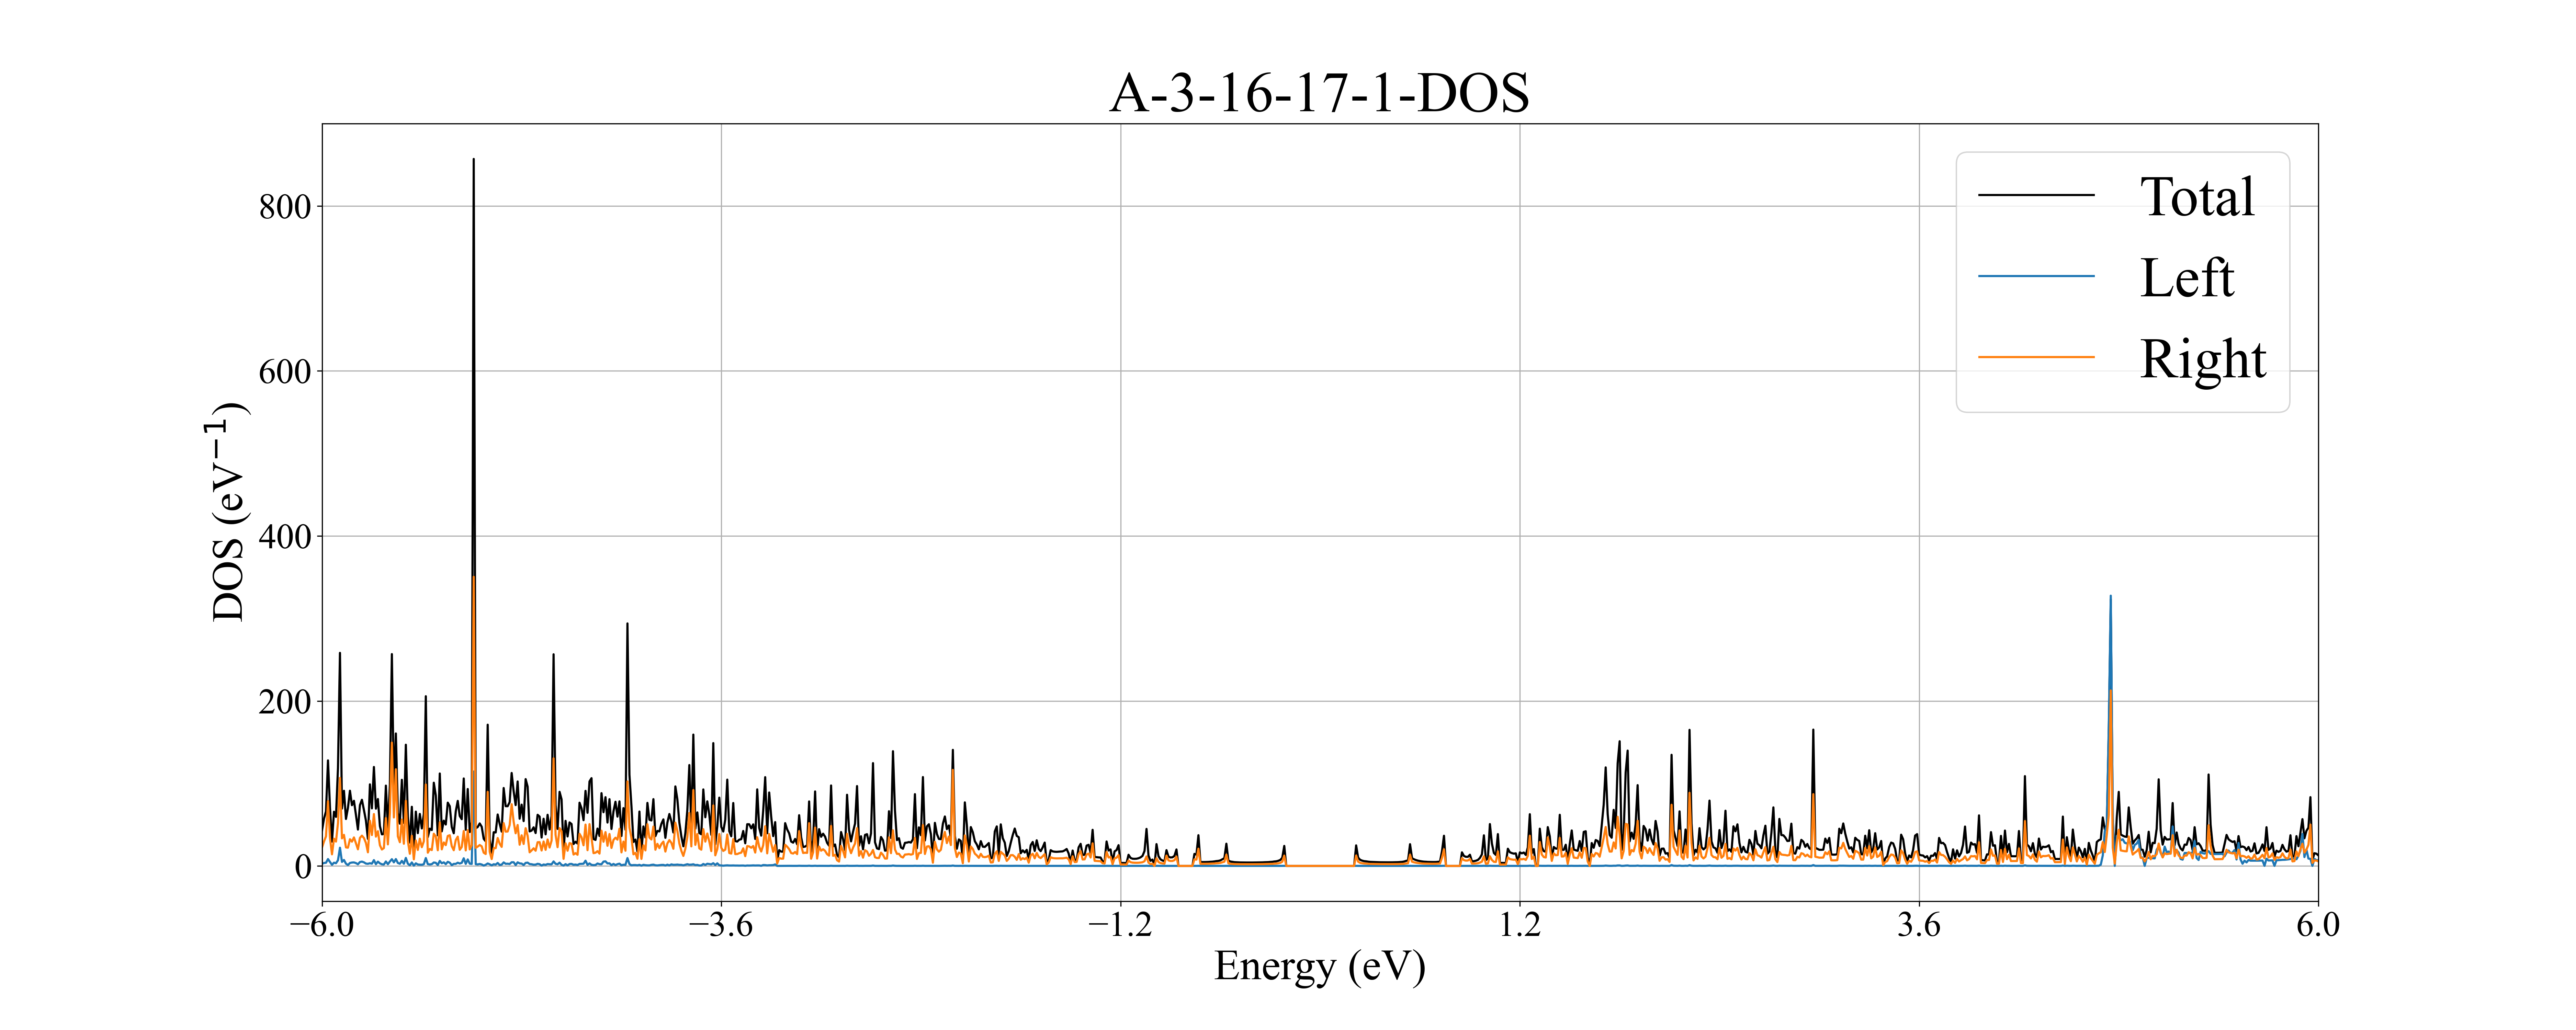 A-3-16-17-1-DOS
DOS (eV⁻¹)
800
600
400
200
0
Total
Left
Right
−6.0
−3.6
−1.2
1.2
3.6
6.0
Energy (eV)